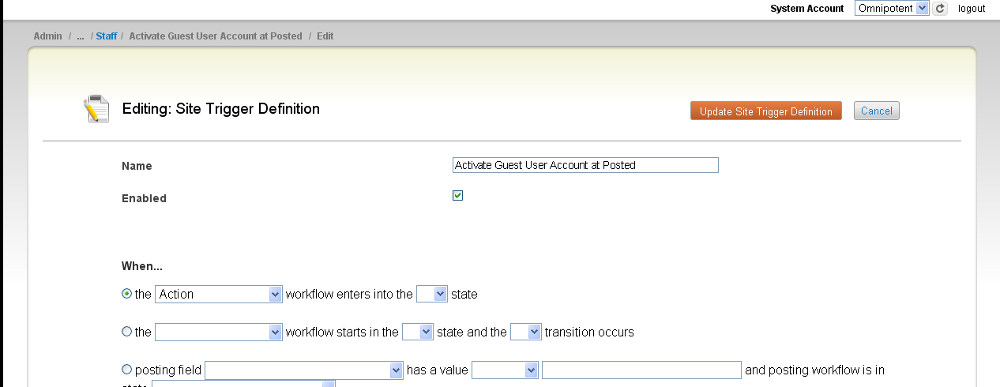 System Account Omnipotent logout
Admin / ... / Staff / Activate Guest User Account at Posted / Edit
Editing: Site Trigger Definition Update Site Trigger Definition Cancel
Name Activate Guest User Account at Posted
Enabled
When...
the Action workflow enters into the state
the workflow starts in the state and the transition occurs
posting field has a value and posting workflow is in
state